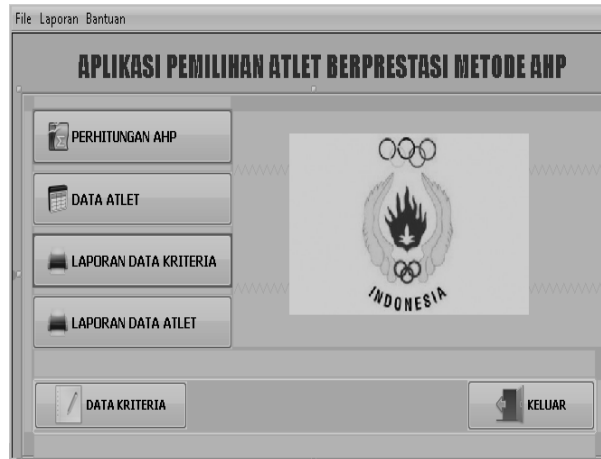 File Laporan Bantuan
APLIKASI PEMILIHAN ATLET BERPRESTASI METODE AHP
PERHITUNGAN AHP
DATA ATLET
LAPORAN DATA KRITERIA
LAPORAN DATA ATLET
INDONESIA
DATA KRITERIA
KELUAR